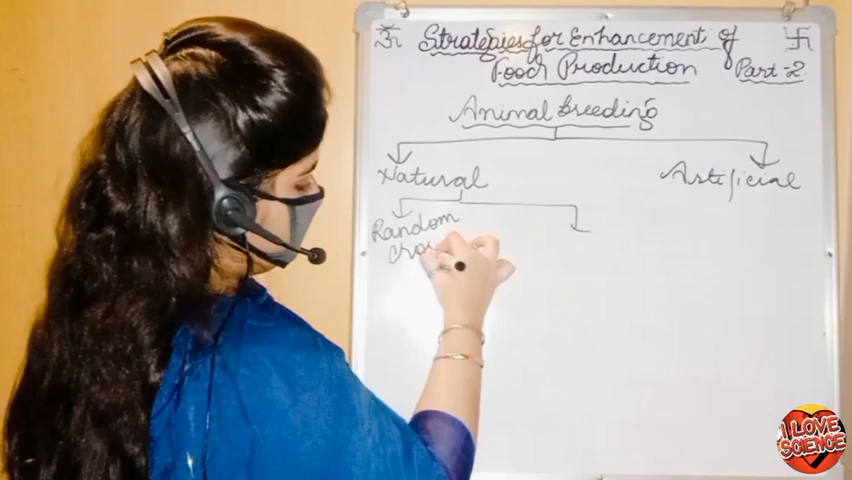 ॐ Strategies for Enhancement of 卐
Food Production Part-2
Animal Breeding
Natural Artificial
Random
I LOVE
SCIENCE